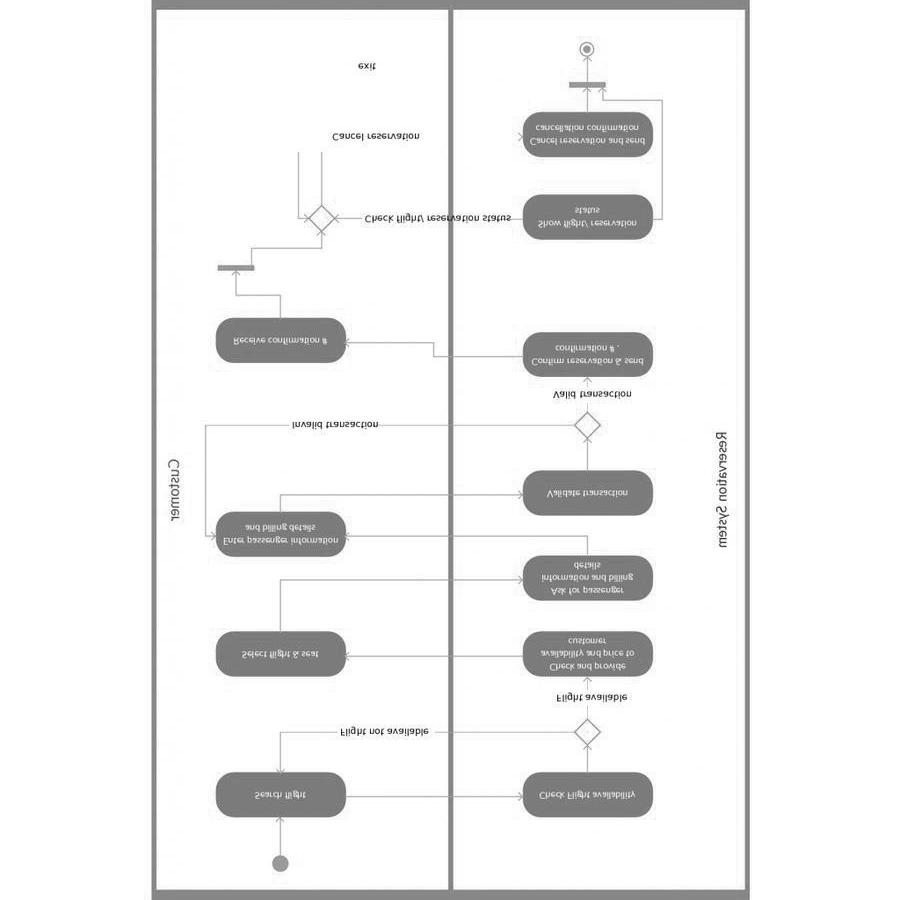 Customer
Reservation System
Search flight
Check Flight availability
Flight not available
Flight available
Check and provide
availability and price to
customer
Select flight & seat
Ask for passenger
information and billing
details
Enter passenger information
and billing details
Validate transaction
Invalid transaction
Valid transaction
Confirm reservation & send
confirmation # .
Receive confirmation #
Check flight/ reservation status
Show flight/ reservation
status
Cancel reservation
Cancel reservation and send
cancellation confirmation
exit